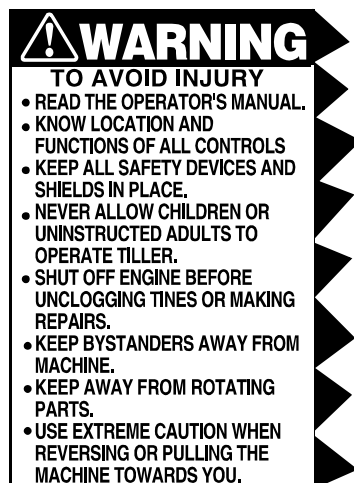 WARNING
TO AVOID INJURY
• READ THE OPERATOR'S MANUAL.
• KNOW LOCATION AND
FUNCTIONS OF ALL CONTROLS
• KEEP ALL SAFETY DEVICES AND
SHIELDS IN PLACE.
• NEVER ALLOW CHILDREN OR
UNINSTRUCTED ADULTS TO
OPERATE TILLER.
• SHUT OFF ENGINE BEFORE
UNCLOGGING TINES OR MAKING
REPAIRS.
• KEEP BYSTANDERS AWAY FROM
MACHINE.
• KEEP AWAY FROM ROTATING
PARTS.
• USE EXTREME CAUTION WHEN
REVERSING OR PULLING THE
MACHINE TOWARDS YOU.